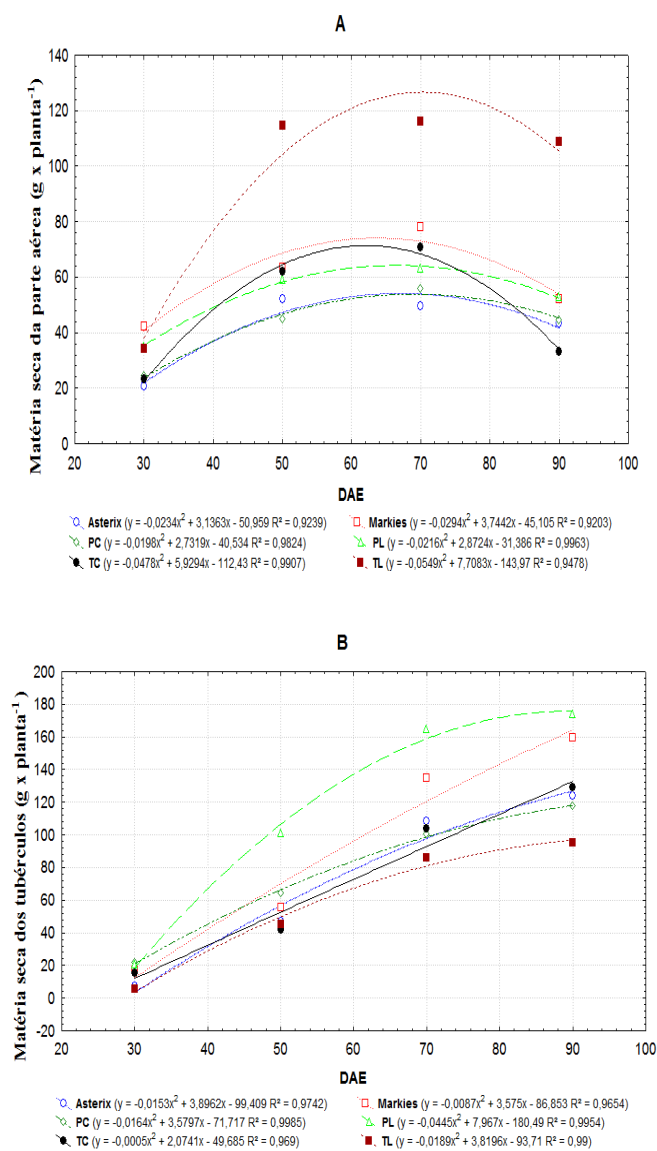 A
Matéria seca da parte aérea (g x planta⁻¹)
140
120
100
80
60
40
20
0
20 30 40 50 60 70 80 90 100
DAE
Asterix (y = -0,0234x² + 3,1363x - 50,959 R² = 0,9239) Markies (y = -0,0294x² + 3,7442x - 45,105 R² = 0,9203)
PC (y = -0,0198x² + 2,7319x - 40,534 R² = 0,9824) PL (y = -0,0216x² + 2,8724x - 31,386 R² = 0,9963)
TC (y = -0,0478x² + 5,9294x - 112,43 R² = 0,9907) TL (y = -0,0549x² + 7,7083x - 143,97 R² = 0,9478)
B
Matéria seca dos tubérculos (g x planta⁻¹ )
200
180
160
140
120
100
80
60
40
20
0
-20
20 30 40 50 60 70 80 90 100
DAE
Asterix (y = -0,0153x² + 3,8962x - 99,409 R² = 0,9742) Markies (y = -0,0087x² + 3,575x - 86,853 R² = 0,9654)
PC (y = -0,0164x² + 3,5797x - 71,717 R² = 0,9985) PL (y = -0,0445x² + 7,967x - 180,49 R² = 0,9954)
TC (y = -0,0005x² + 2,0741x - 49,685 R² = 0,969) TL (y = -0,0189x² + 3,8196x - 93,71 R² = 0,99)